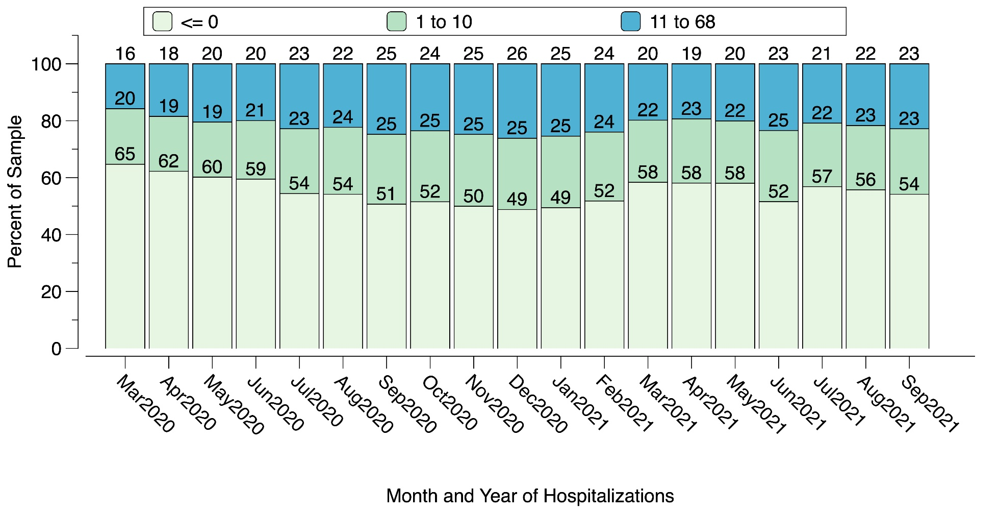 <= 0 1 to 10 11 to 68
16 18 20 20 23 22 25 24 25 26 25 24 20 19 20 23 21 22 23
100
20 19 19 21 23 24 25 25 25 25 25 24 22 23 22 25 22 23 23
80
65 62 60 59 54 54 51 52 50 49 49 52 58 58 58 52 57 56 54
60
40
20
0
Percent of Sample
Mar2020 Apr2020 May2020 Jun2020 Jul2020 Aug2020 Sep2020 Oct2020 Nov2020 Dec2020 Jan2021 Feb2021 Mar2021 Apr2021 May2021 Jun2021 Jul2021 Aug2021 Sep2021
Month and Year of Hospitalizations